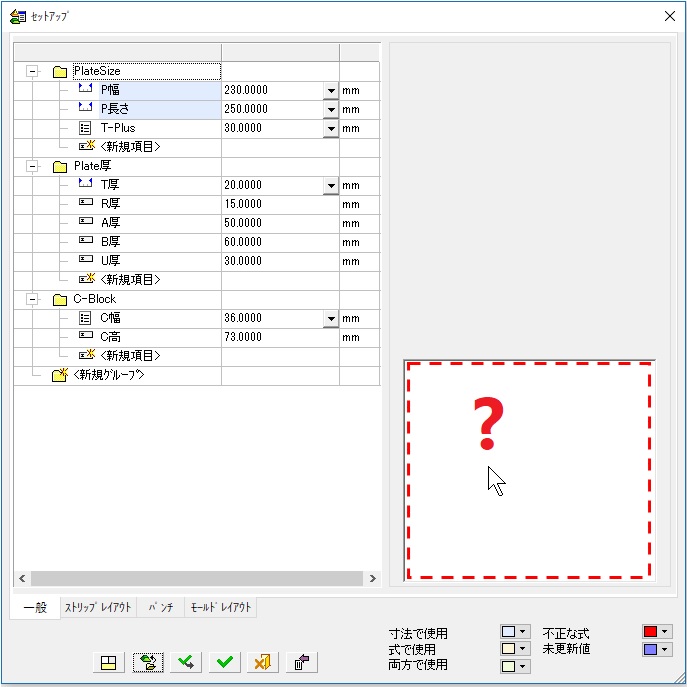 セットアップ
PlateSize
P幅 230.0000 mm
P長さ 250.0000 mm
T-Plus 30.0000 mm
<新規項目>
Plate厚
T厚 20.0000 mm
R厚 15.0000 mm
A厚 50.0000 mm
B厚 60.0000 mm
U厚 30.0000 mm
<新規項目>
C-Block
C幅 36.0000 mm
C高 73.0000 mm
<新規項目>
<新規グループ>
?
一般 ストリップレイアウト パンチ モールドレイアウト
寸法で使用 不正な式
式で使用 未更新値
両方で使用